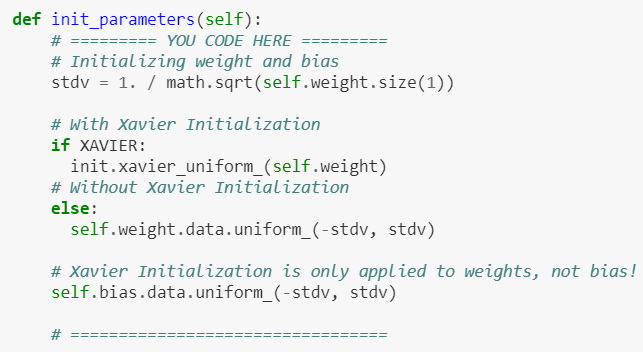 def init_parameters(self):
    # ========= YOU CODE HERE =========
    # Initializing weight and bias
    stdv = 1. / math.sqrt(self.weight.size(1))

    # With Xavier Initialization
    if XAVIER:
      init.xavier_uniform_(self.weight)
    # Without Xavier Initialization
    else:
      self.weight.data.uniform_(-stdv, stdv)

    # Xavier Initialization is only applied to weights, not bias!
    self.bias.data.uniform_(-stdv, stdv)

    # =================================